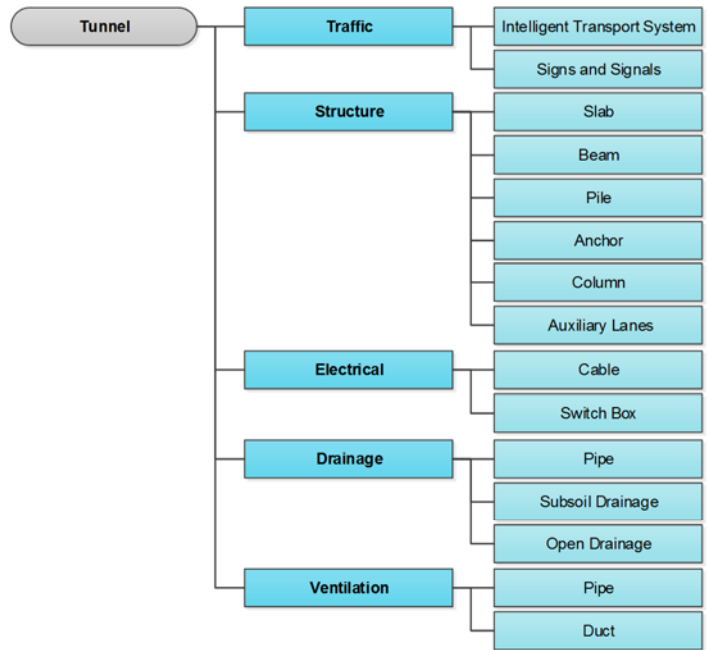 Tunnel
Traffic
Intelligent Transport System
Signs and Signals
Structure
Slab
Beam
Pile
Anchor
Column
Auxiliary Lanes
Electrical
Cable
Switch Box
Drainage
Pipe
Subsoil Drainage
Open Drainage
Ventilation
Pipe
Duct